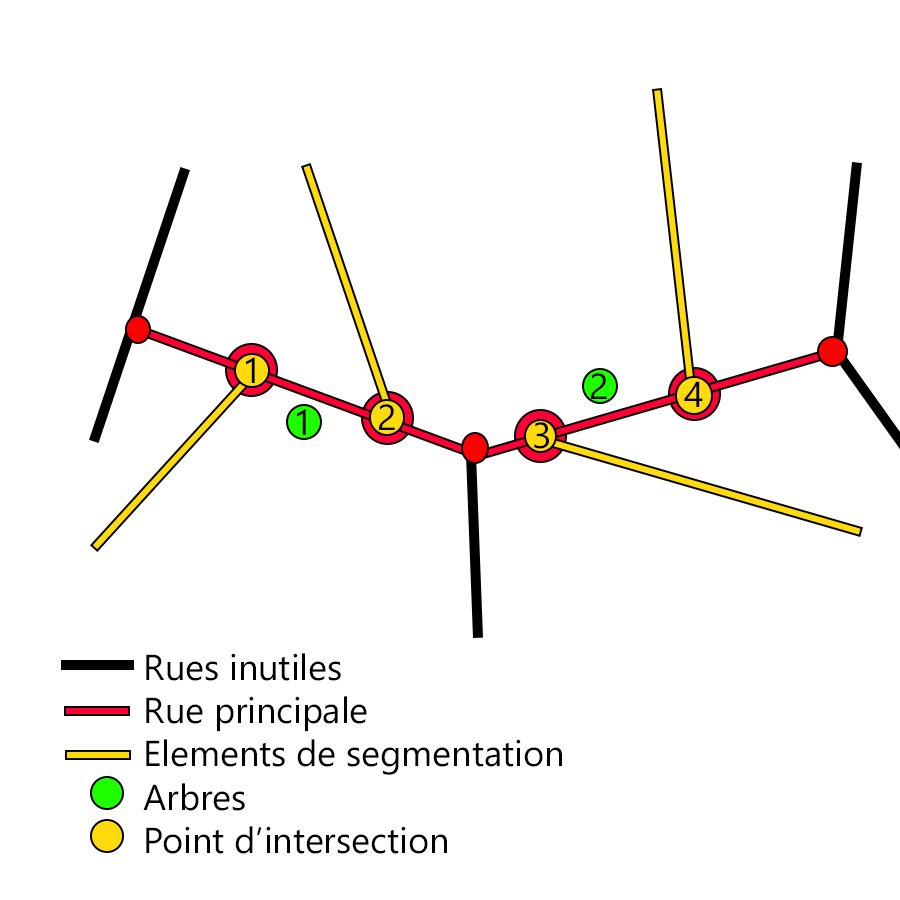 2
4
1
2
1
3
Rues inutiles
Rue principale
Elements de segmentation
Arbres
Point d'intersection